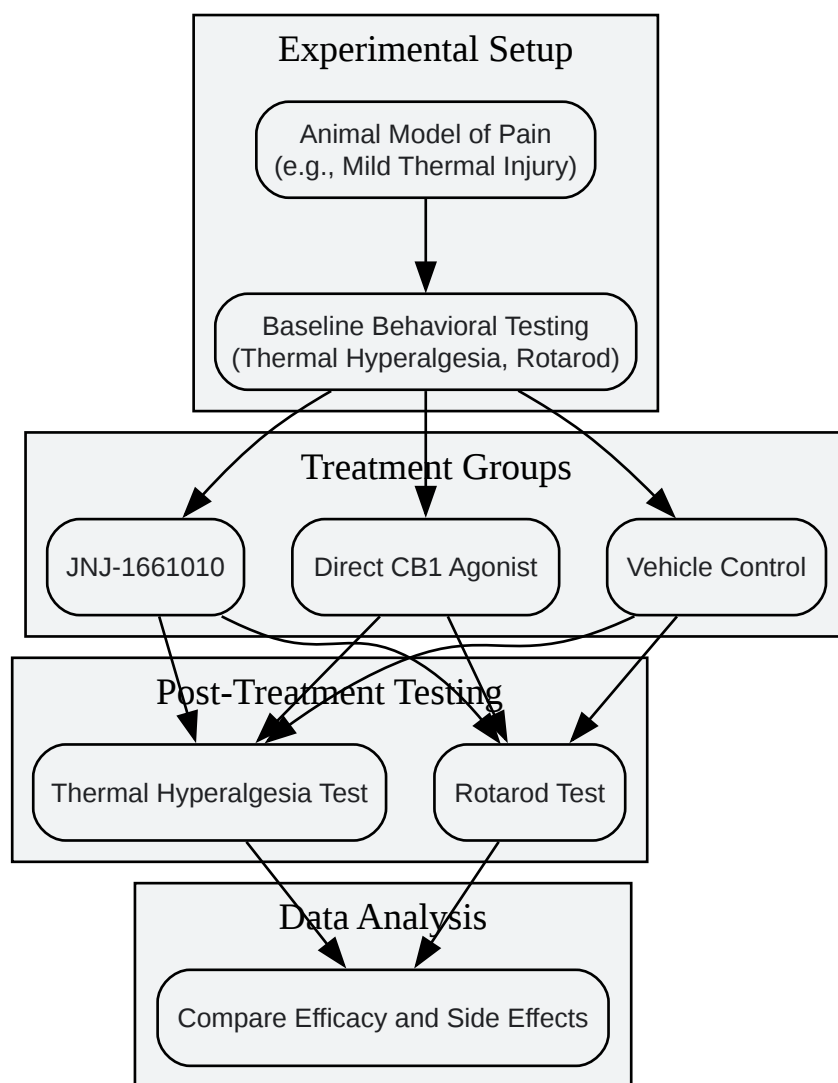 Experimental Setup
Animal Model of Pain
(e.g., Mild Thermal Injury)
Baseline Behavioral Testing
(Thermal Hyperalgesia, Rotarod)
Treatment Groups
JNJ-1661010
Direct CB1 Agonist
Vehicle Control
Post-Treatment Testing
Thermal Hyperalgesia Test
Rotarod Test
Data Analysis
Compare Efficacy and Side Effects